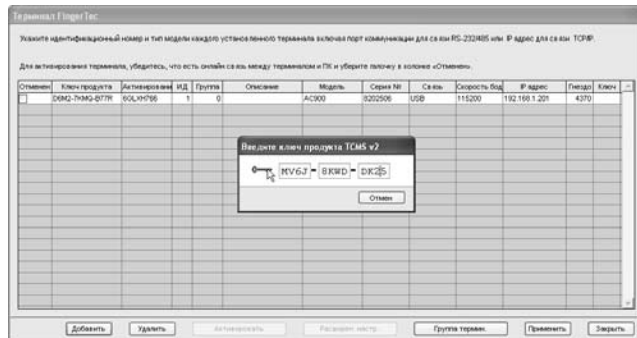 Терминал FingerTec
Укажите идентификационный номер и тип модели каждого установленного терминала включая порт коммуникации для связи RS-232/485 или IP адрес для связи TCP/IP.
Для активирования терминала, убедитесь, что есть онлайн связь между терминалом и ПК и уберите галочку в колонке «Отменен».
Отменен Ключ продукта Активирование ИД Группа Описание Модель Серия № Связь Скорость бод IP адрес Гнездо Ключ
D6M2-7KMG-B77R 6GLXH766 1 0 AC900 8202506 USB 115200 192.168.1.201 4370
Введите ключ продукта TCMS v2
MV6J - 8KWD - DK25
Отмен
Добавить Удалить Активировать Расширен. настр. Группа термин. Применить Закрыть